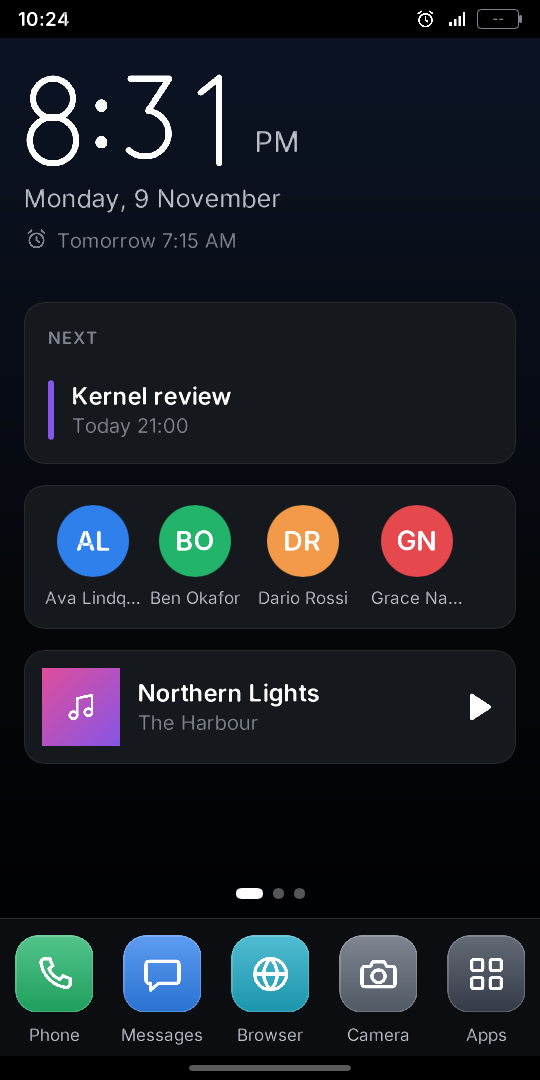 10:24
--
8:31 PM
Monday, 9 November
Tomorrow 7:15 AM
NEXT
Kernel review
Today 21:00
AL BO DR GN
Ava Lindq... Ben Okafor Dario Rossi Grace Na...
Northern Lights
The Harbour
Phone Messages Browser Camera Apps